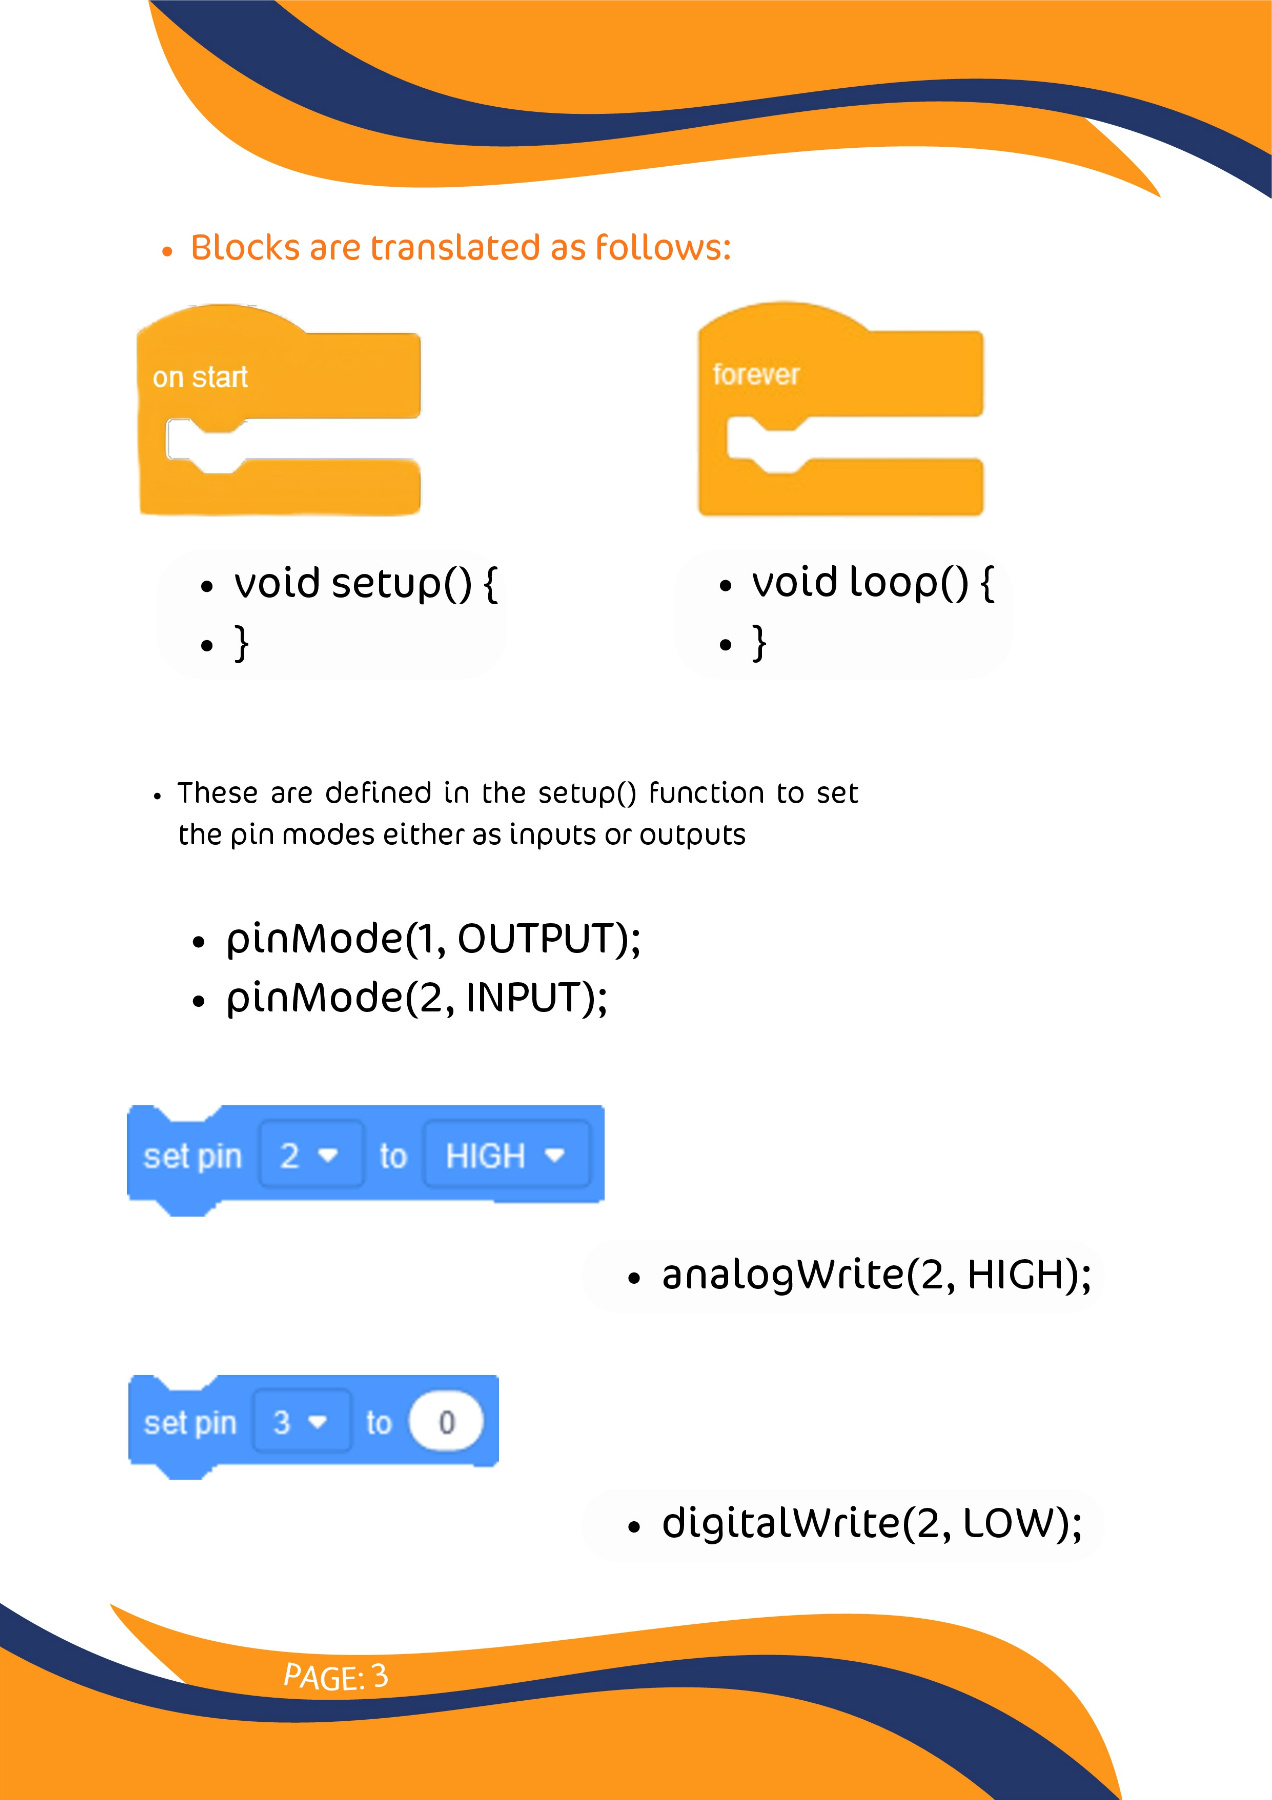 • Blocks are translated as follows:
on start
forever
• void setup() {
• }
• void loop() {
• }
• These are defined in the setup() function to set
the pin modes either as inputs or outputs
• pinMode(1, OUTPUT);
• pinMode(2, INPUT);
set pin 2 to HIGH
• analogWrite(2, HIGH);
set pin 3 to 0
• digitalWrite(2, LOW);
PAGE: 3